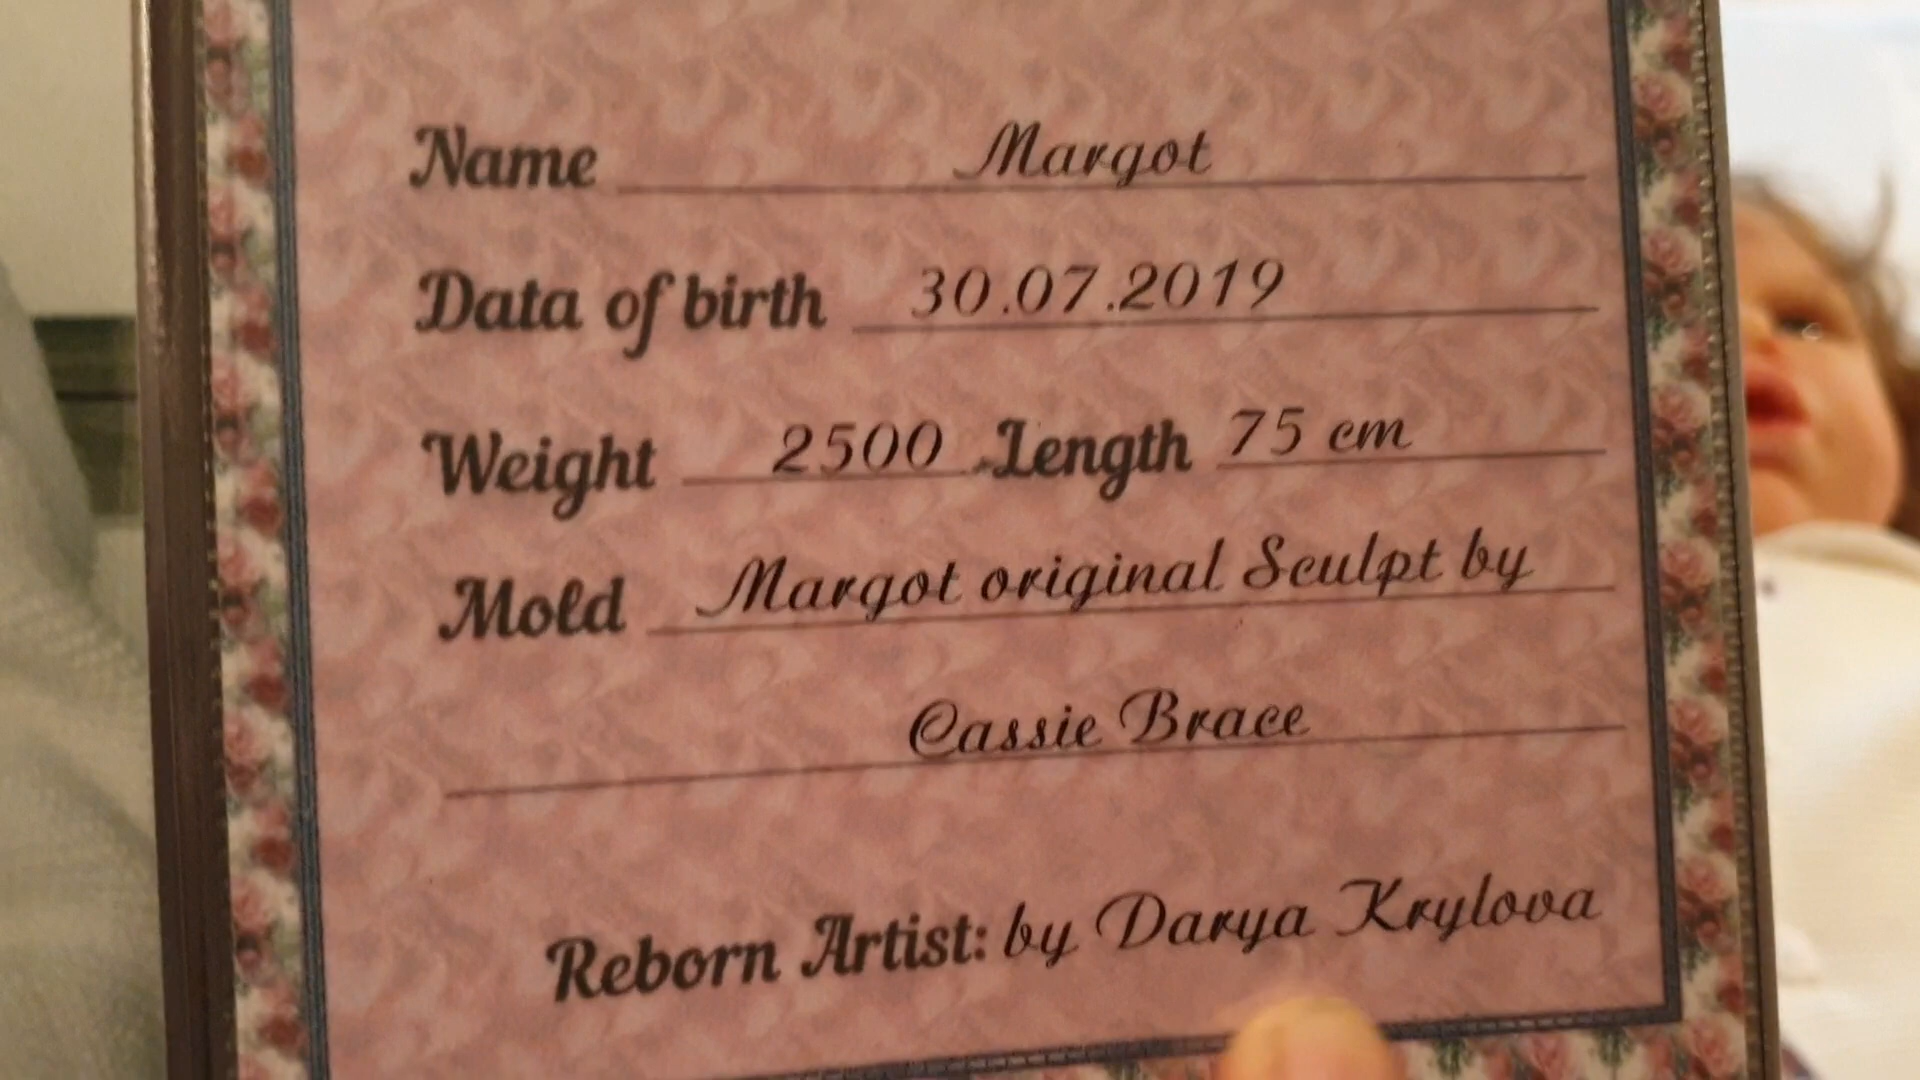 Name Margot
Data of birth 30.07.2019
Weight 2500 Length 75 cm
Mold Margot original Sculpt by
Cassie Brace
Reborn Artist: by Darya Krylova